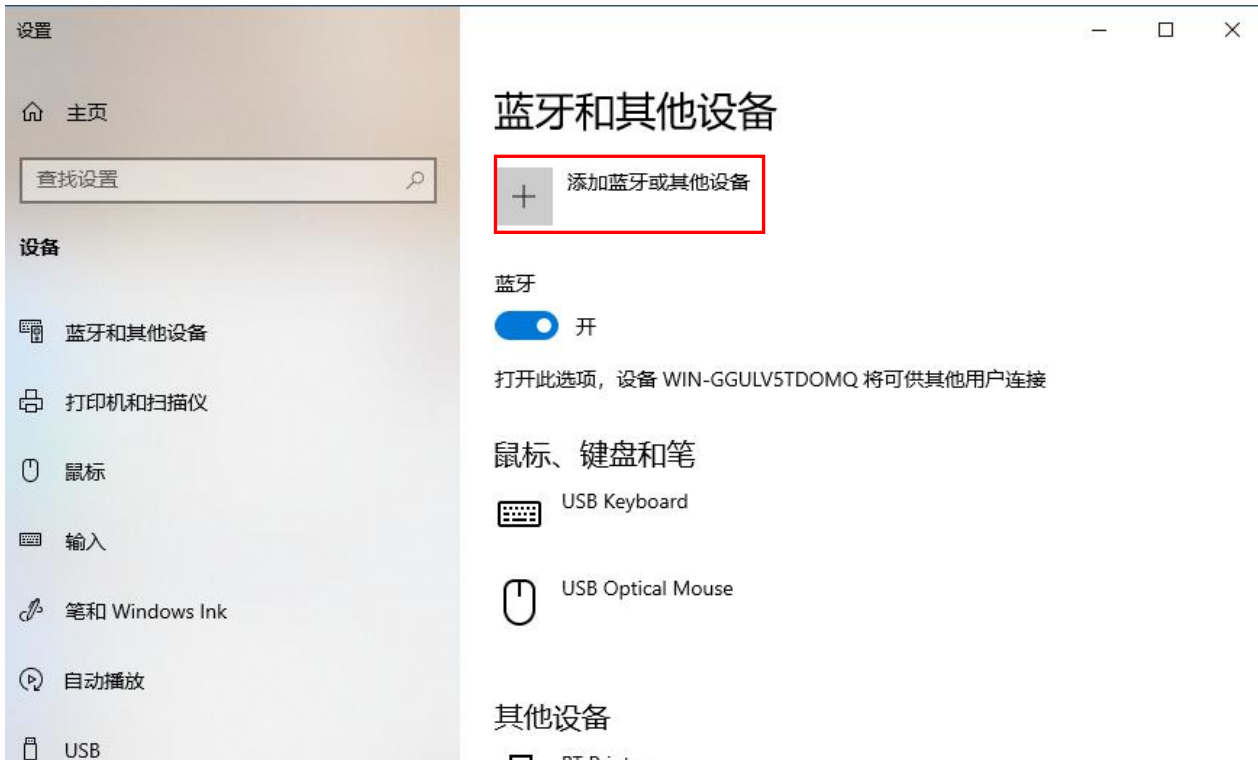 设置
主页
查找设置
设备
蓝牙和其他设备
打印机和扫描仪
鼠标
输入
笔和 Windows Ink
自动播放
USB
蓝牙和其他设备
添加蓝牙或其他设备
蓝牙
开
打开此选项，设备 WIN-GGULV5TDOMQ 将可供其他用户连接
鼠标、键盘和笔
USB Keyboard
USB Optical Mouse
其他设备